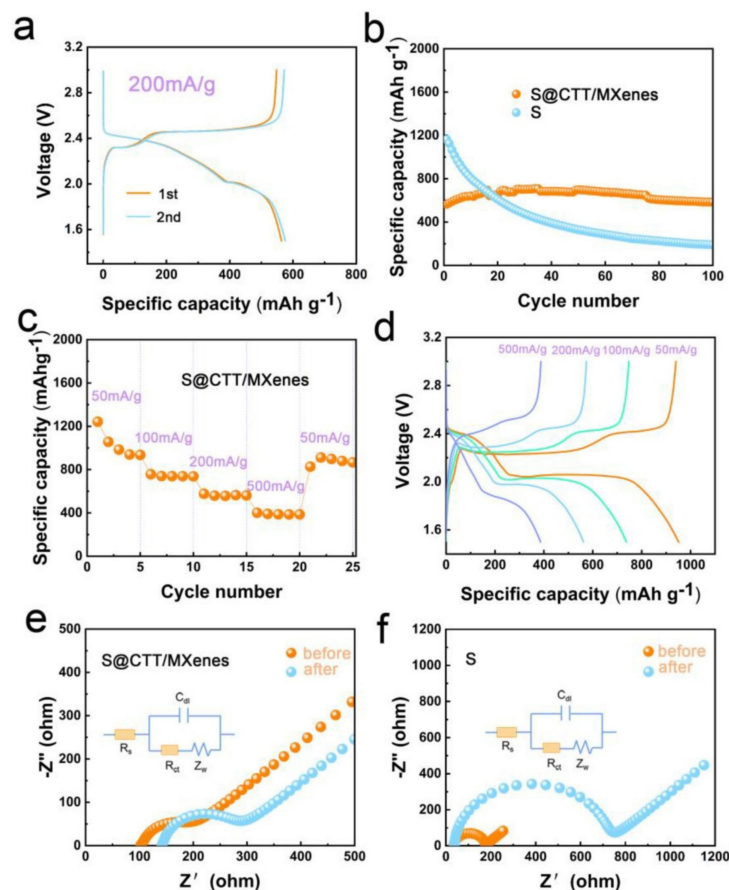 a
200mA/g
Voltage (V)
3.2
2.8
2.4
2.0
1.6
1st
2nd
0 200 400 600 800
Specific capacity (mAh g-1)
b
Specific capacity (mAh g-1)
2000
1600
1200
800
400
0
S@CTT/MXenes
S
0 20 40 60 80 100
Cycle number
c
Specific capacity (mAhg-1)
2000
1600
1200
800
400
0
S@CTT/MXenes
50mA/g
100mA/g
200mA/g
500mA/g
50mA/g
0 5 10 15 20 25
Cycle number
d
Voltage (V)
3.2
2.8
2.4
2.0
1.6
500mA/g 200mA/g 100mA/g 50mA/g
0 200 400 600 800 1000
Specific capacity (mAh g-1)
e
-Z" (ohm)
500
400
300
200
100
0
S@CTT/MXenes
before
after
Cdl
Rs
Rct
Zw
0 100 200 300 400 500
Z′ (ohm)
f
-Z" (ohm)
1200
1000
800
600
400
200
0
S
before
after
Cdl
Rs
Rct
Zw
0 200 400 600 800 1000 1200
Z′ (ohm)